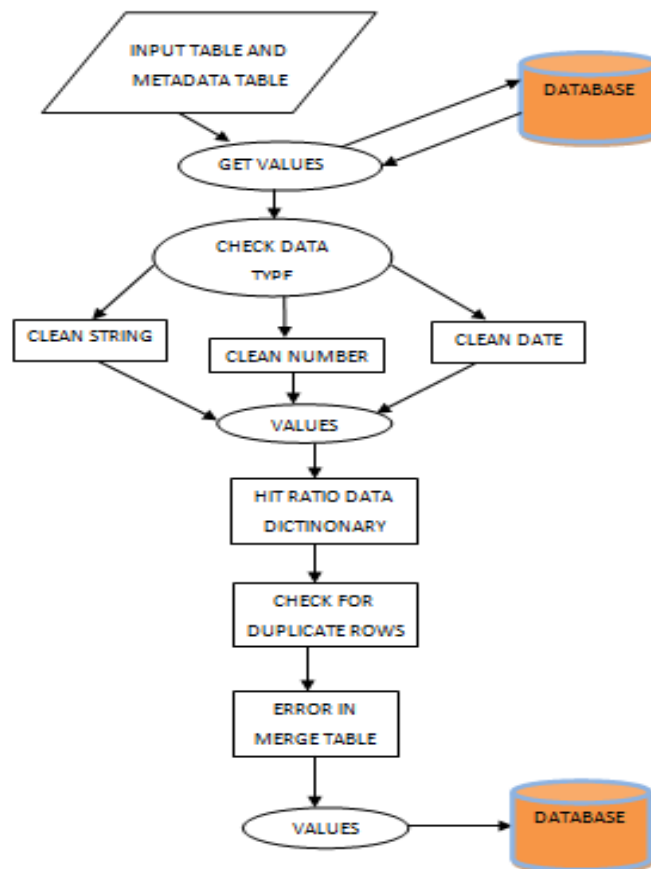 INPUT TABLE AND
METADATA TABLE
DATABASE
GET VALUES
CHECK DATA
TYPE
CLEAN STRING
CLEAN NUMBER
CLEAN DATE
VALUES
HIT RATIO DATA
DICTINONARY
CHECK FOR
DUPLICATE ROWS
ERROR IN
MERGE TABLE
VALUES
DATABASE